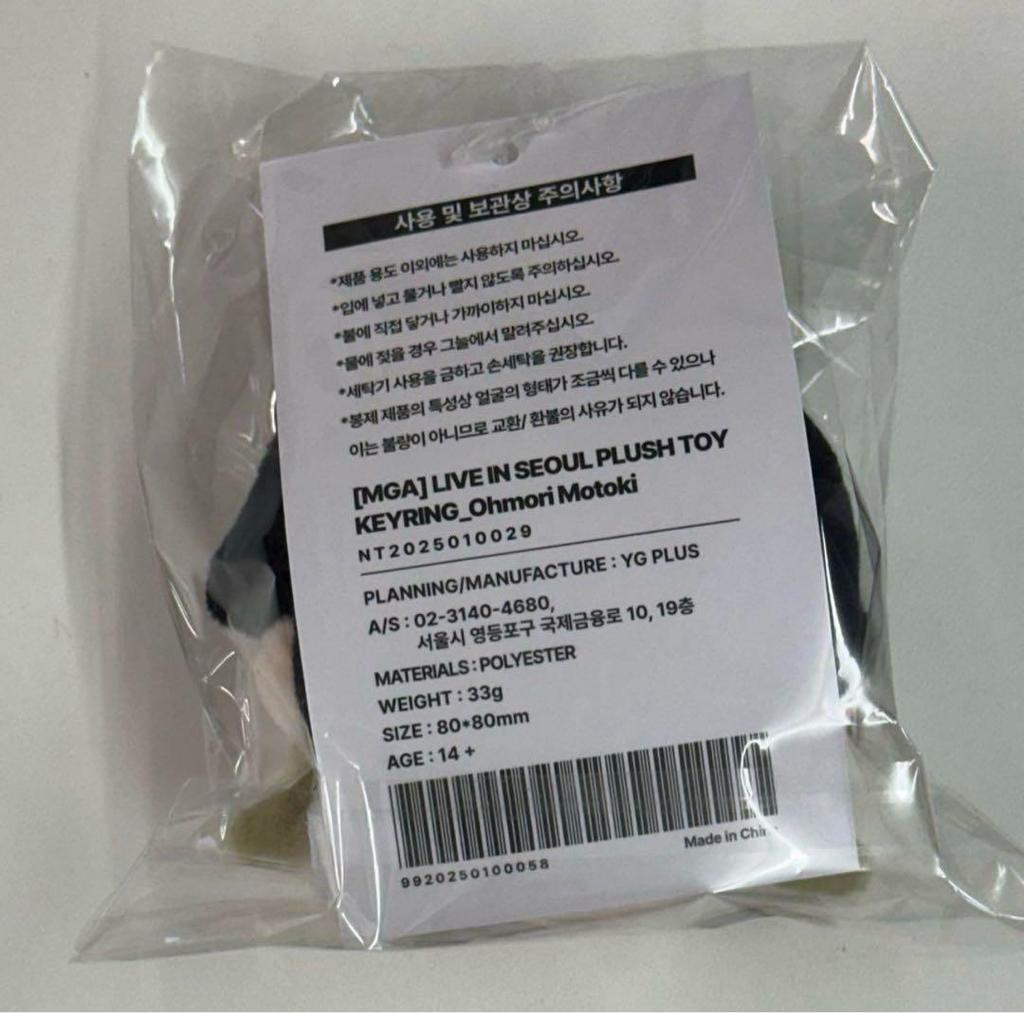 사용 및 보관상 주의사항
*제품 용도 이외에는 사용하지 마십시오.
*입에 넣고 물거나 빨지 않도록 주의하십시오.
*불에 직접 닿거나 가까이하지 마십시오.
*물에 젖을 경우 그늘에서 말려주십시오.
*세탁기 사용을 금하고 손세탁을 권장합니다.
*봉제 제품의 특성상 얼굴의 형태가 조금씩 다를 수 있으나
이는 불량이 아니므로 교환/ 환불의 사유가 되지 않습니다.
[MGA] LIVE IN SEOUL PLUSH TOY
KEYRING_Ohmori Motoki
NT2025010029
PLANNING/MANUFACTURE : YG PLUS
A/S : 02-3140-4680,
서울시 영등포구 국제금융로 10, 19층
MATERIALS : POLYESTER
WEIGHT : 33g
SIZE : 80*80mm
AGE : 14 +
9920250100058
Made in China